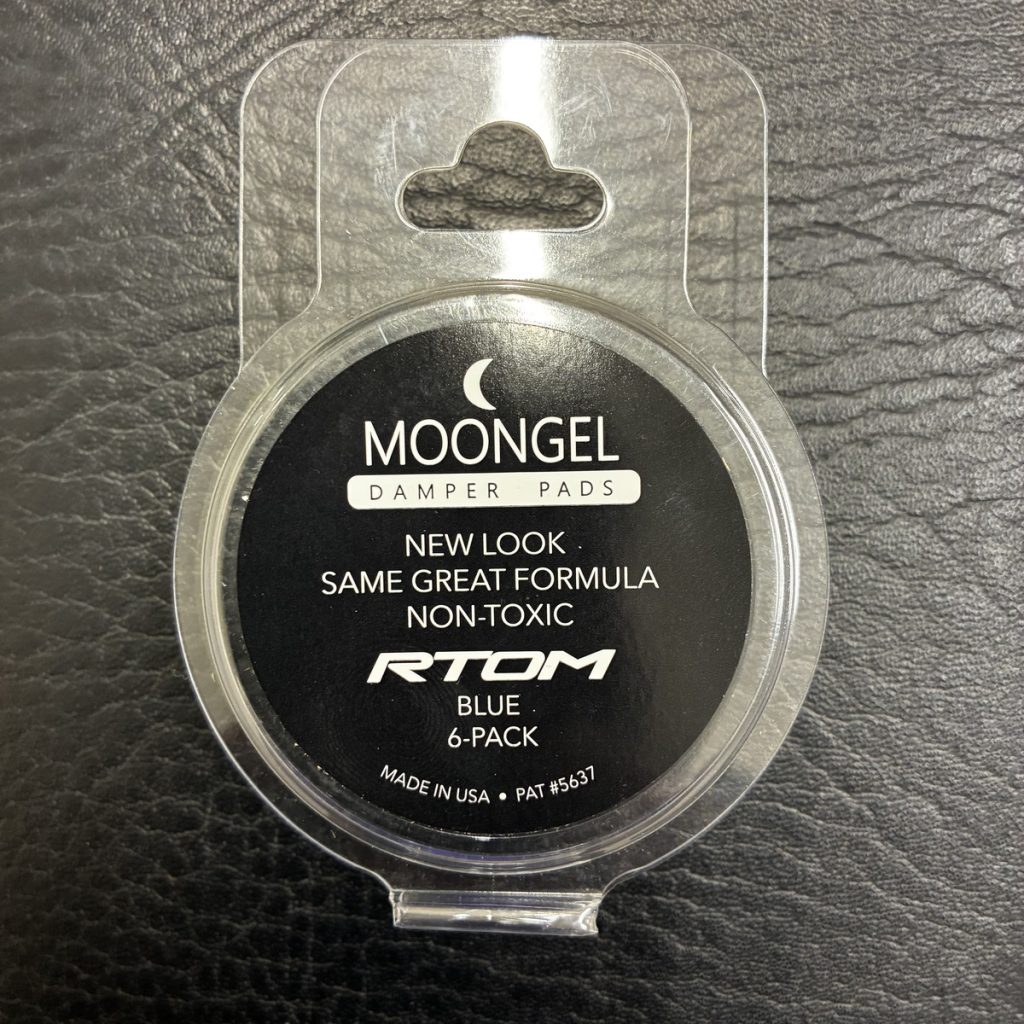 MOONGEL
DAMPER PADS
NEW LOOK
SAME GREAT FORMULA
NON-TOXIC
RTOM
BLUE
6-PACK
MADE IN USA • PAT #5637